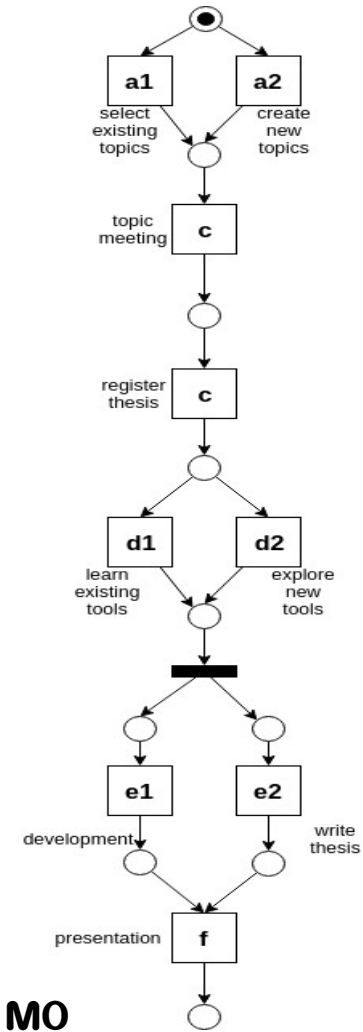 a1
a2
select
existing
topics
create
new
topics
topic
meeting
c
register
thesis
c
d1
d2
learn
existing
tools
explore
new
tools
e1
e2
development
write
thesis
presentation
f
M0